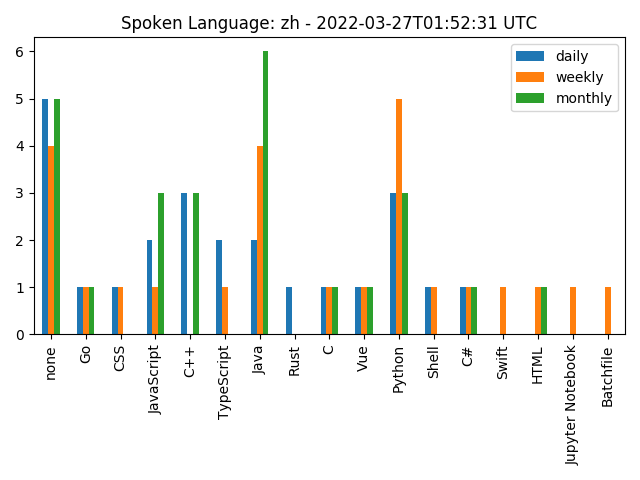 Spoken Language: zh - 2022-03-27T01:52:31 UTC
daily
weekly
monthly
6
5
4
3
2
1
0
none
Go
CSS
JavaScript
C++
TypeScript
Java
Rust
C
Vue
Python
Shell
C#
Swift
HTML
Jupyter Notebook
Batchfile